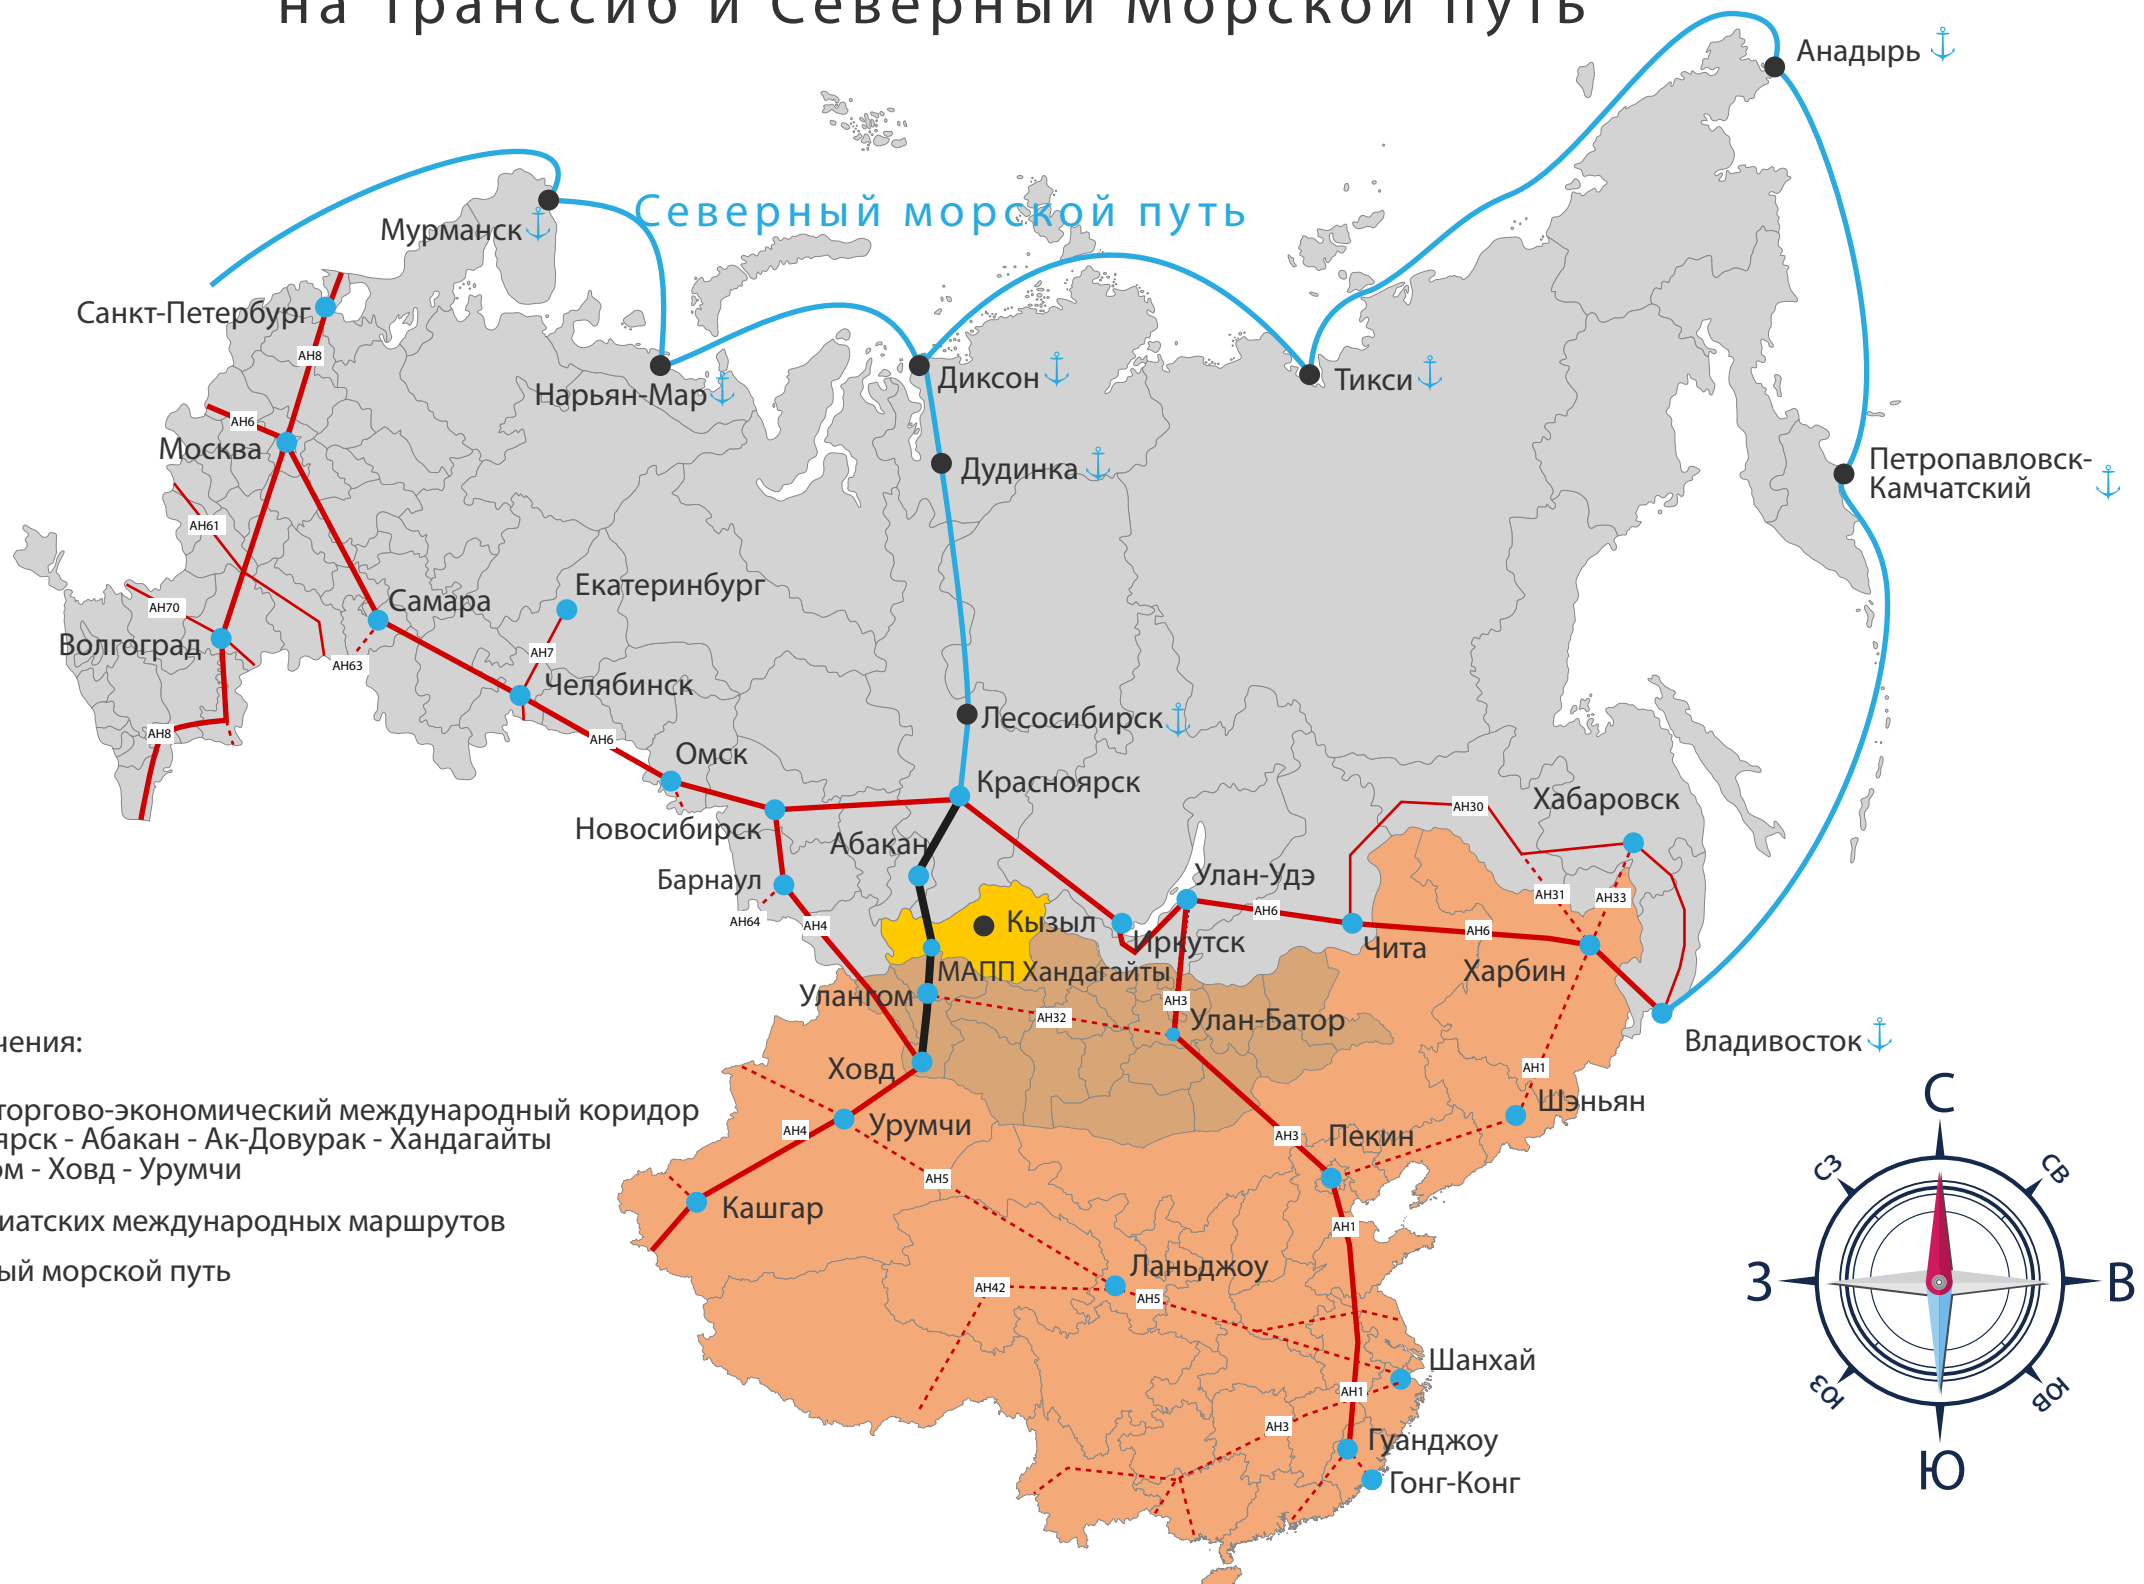 на Транссиб и Северный Морской путь
Анадырь
Северный морской путь
Мурманск
Санкт-Петербург
AH8
Нарьян-Мар
Диксон
Тикси
AH6
Москва
Дудинка
Петропавловск-
Камчатский
AH61
Екатеринбург
Самара
AH70
Волгоград
AH63
AH7
Челябинск
Лесосибирск
AH8
AH6
Омск
Красноярск
Хабаровск
AH30
Новосибирск
Абакан
Барнаул
Улан-Удэ
AH31
AH33
AH64
AH4
AH6
Кызыл
Иркутск
Чита
AH6
Харбин
МАПП Хандагайты
Улангом
AH3
AH32
Улан-Батор
Владивосток
чения:
Ховд
AH1
Шэньян
торгово-экономический международный коридор
ярск - Абакан - Ак-Довурак - Хандагайты
ом - Ховд - Урумчи
AH4
Урумчи
AH3
Пекин
AH5
Кашгар
иатских международных маршрутов
AH1
ый морской путь
Ланьджоу
AH42
AH5
Шанхай
AH1
AH3
Гуанджоу
Гонг-Конг
С
СЗ
СВ
З
В
ЮЗ
ЮВ
Ю